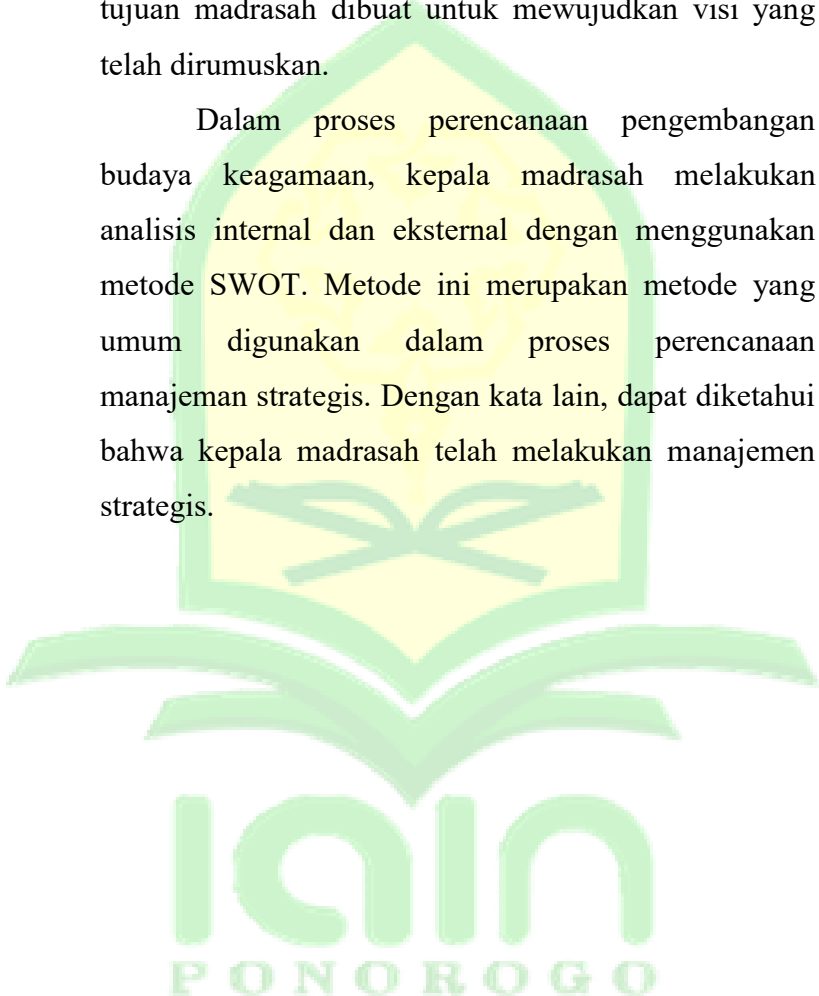 tujuan madrasah dibuat untuk mewujudkan visi yang
telah dirumuskan.
Dalam proses perencanaan pengembangan
budaya keagamaan, kepala madrasah melakukan
analisis internal dan eksternal dengan menggunakan
metode SWOT. Metode ini merupakan metode yang
umum digunakan dalam proses perencanaan
manajeman strategis. Dengan kata lain, dapat diketahui
bahwa kepala madrasah telah melakukan manajemen
strategis.
IAIN
PONOROGO